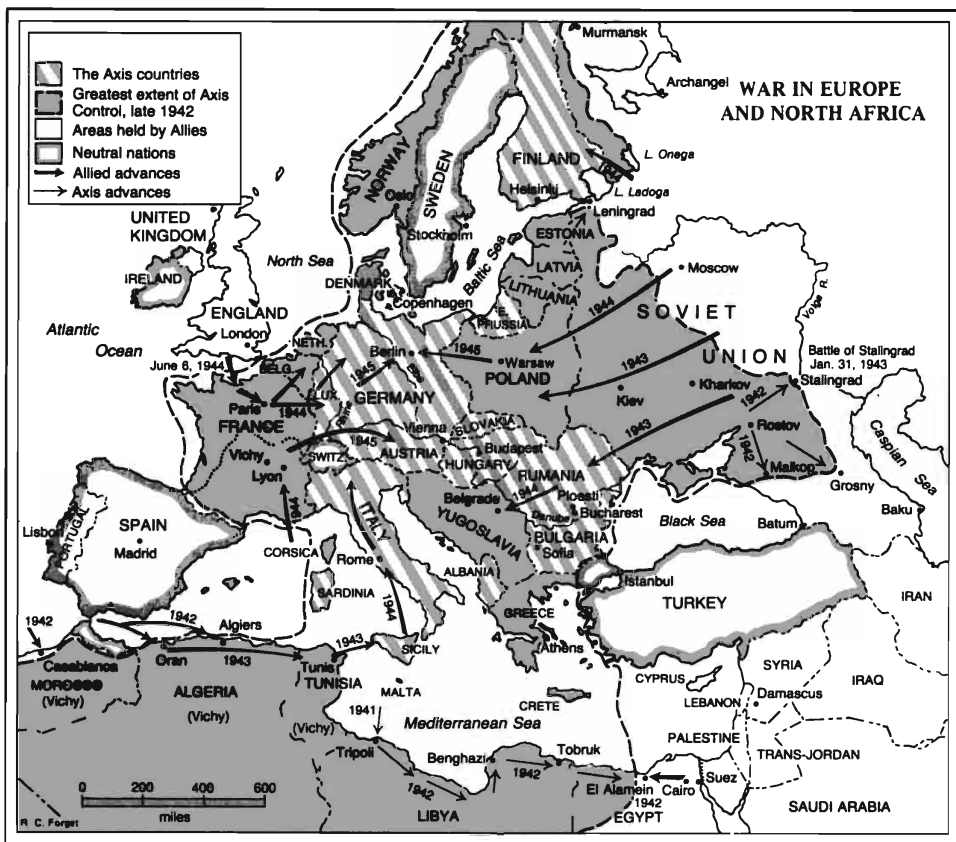 The Axis countries
Greatest extent of Axis
Control, late 1942
Areas held by Allies
Neutral nations
Allied advances
Axis advances
WAR IN EUROPE
AND NORTH AFRICA
Murmansk
Archangel
L. Onega
L. Ladoga
1944
FINLAND
Helsinki
Leningrad
NORWAY
Oslo
SWEDEN
Stockholm
Baltic Sea
ESTONIA
LATVIA
LITHUANIA
E.
PRUSSIA
Moscow
1944
SOVIET
UNION
Volga R.
UNITED
KINGDOM
IRELAND
ENGLAND
London
North Sea
DENMARK
Copenhagen
Atlantic
Ocean
June 6, 1944
NETH.
BELG.
LUX.
Paris
1944
FRANCE
Vichy
Lyon
1944
Berlin
1945
Elbe
Rhine
GERMANY
1945
Warsaw
POLAND
1943
Kiev
Kharkov
Battle of Stalingrad
Jan. 31, 1943
Stalingrad
1942
Rostov
1942
Maikop
Grosny
Caspian
Sea
Baku
1943
Vienna
SLOVAKIA
1945
SWITZ.
AUSTRIA
Budapest
HUNGARY
RUMANIA
Ploesti
Bucharest
1944
Danube
Belgrade
YUGOSLAVIA
BULGARIA
Sofia
Black Sea
Batum
Istanbul
TURKEY
IRAN
ITALY
Rome
CORSICA
SARDINIA
1944
ALBANIA
GREECE
Athens
SICILY
SPAIN
Madrid
Lisbon
PORTUGAL
1942
1942
Algiers
Oran
1943
1943
Tunis
TUNISIA
(Vichy)
Casablanca
MOROCCO
(Vichy)
ALGERIA
(Vichy)
MALTA
1941
Mediterranean Sea
CRETE
CYPRUS
SYRIA
LEBANON
Damascus
IRAQ
PALESTINE
TRANS-JORDAN
SAUDI ARABIA
Tripoli
1942
Benghazi
1942
Tobruk
El Alamein
1942
Cairo
Suez
EGYPT
LIBYA
0
200
400
600
miles
R. C. Forget